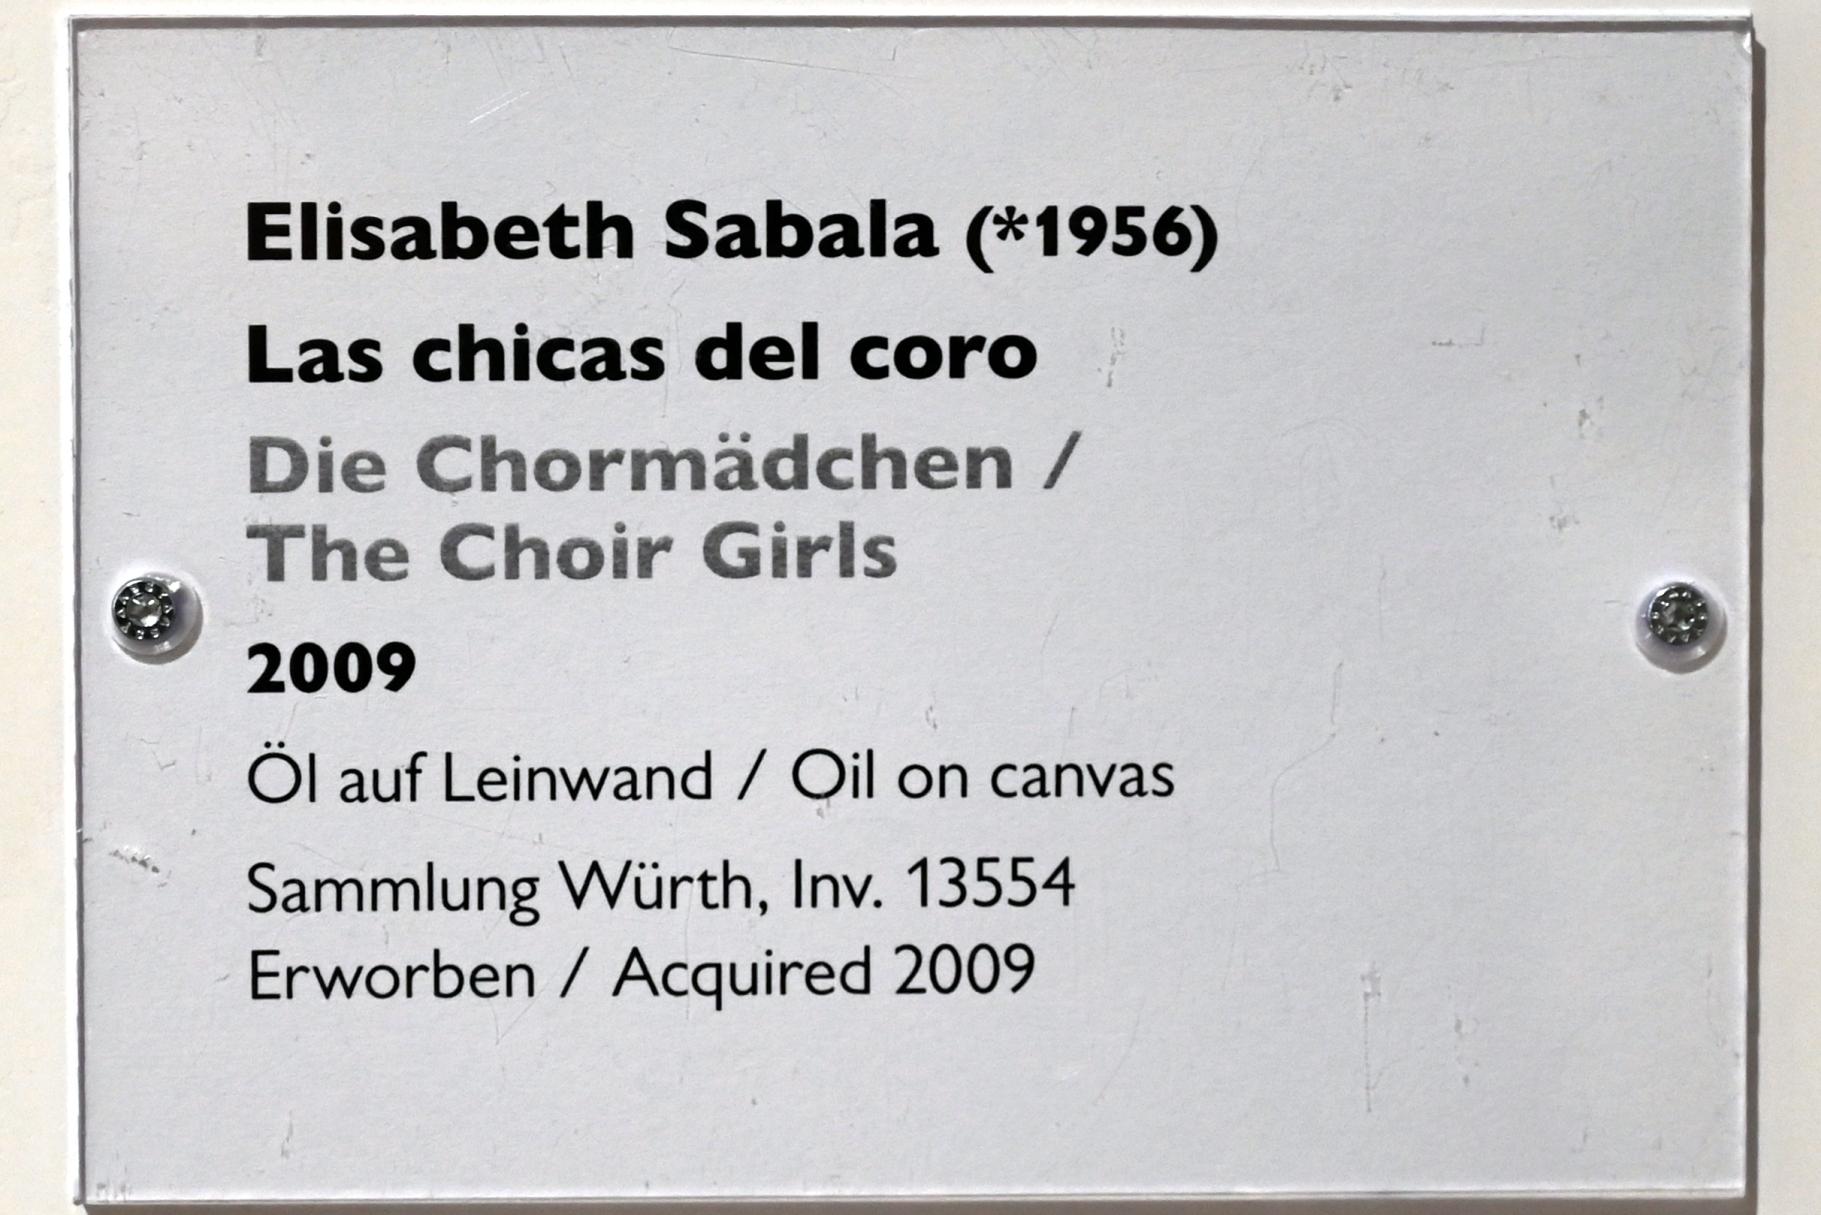 Elisabeth Sabala (*1956)
Las chicas del coro
Die Chormädchen /
The Choir Girls
2009
Öl auf Leinwand / Oil on canvas
Sammlung Würth, Inv. 13554
Erworben / Acquired 2009